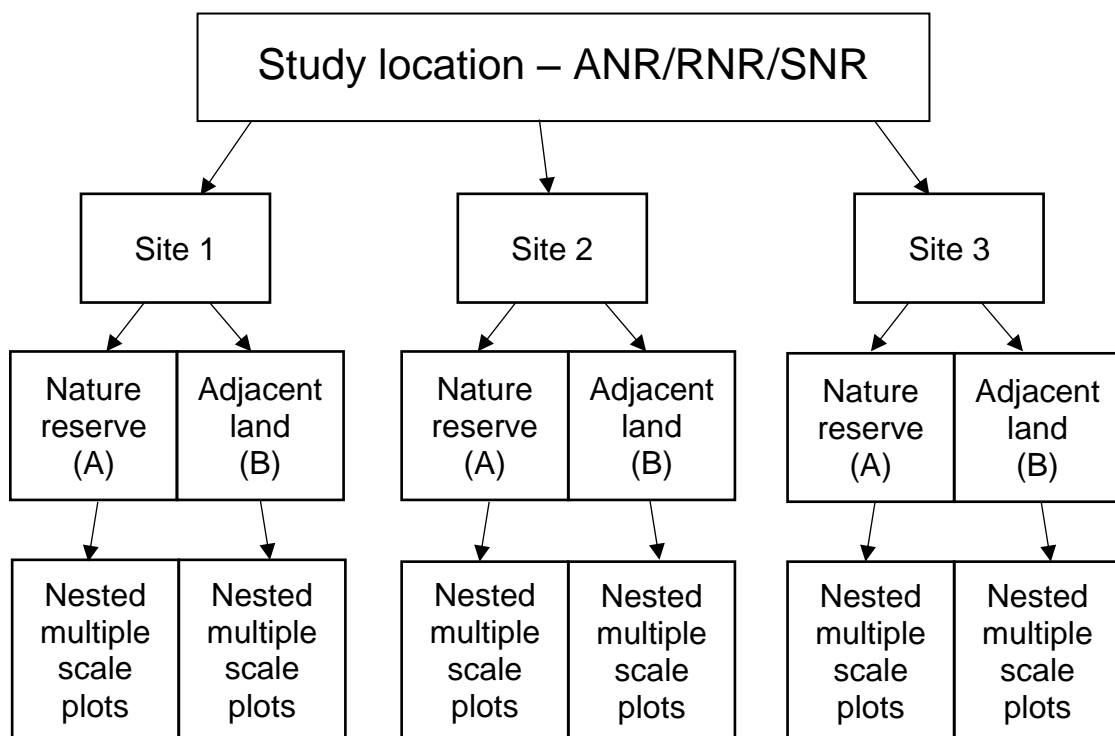 Study location – ANR/RNR/SNR
Site 1
Site 2
Site 3
Nature
reserve
(A)
Adjacent
land
(B)
Nature
reserve
(A)
Adjacent
land
(B)
Nature
reserve
(A)
Adjacent
land
(B)
Nested
multiple
scale
plots
Nested
multiple
scale
plots
Nested
multiple
scale
plots
Nested
multiple
scale
plots
Nested
multiple
scale
plots
Nested
multiple
scale
plots